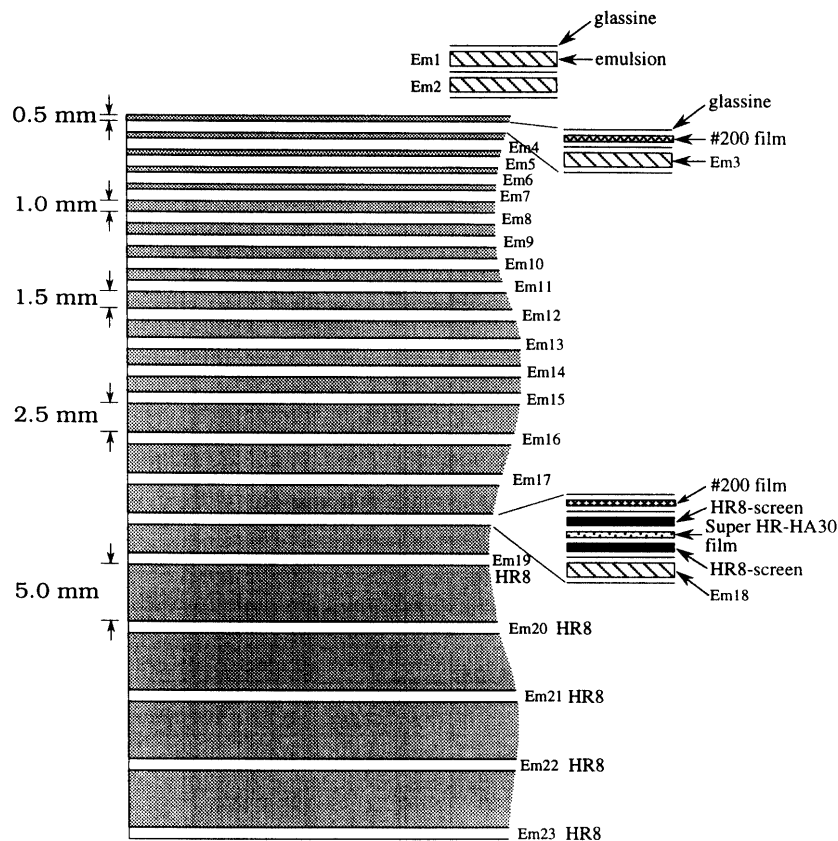 glassine
Em1
emulsion
Em2
0.5 mm
glassine
#200 film
Em3
Em4
Em5
Em6
Em7
1.0 mm
Em8
Em9
Em10
Em11
1.5 mm
Em12
Em13
Em14
Em15
2.5 mm
Em16
Em17
#200 film
HR8-screen
Super HR-HA30
film
HR8-screen
Em18
Em19
HR8
5.0 mm
Em20 HR8
Em21 HR8
Em22 HR8
Em23 HR8